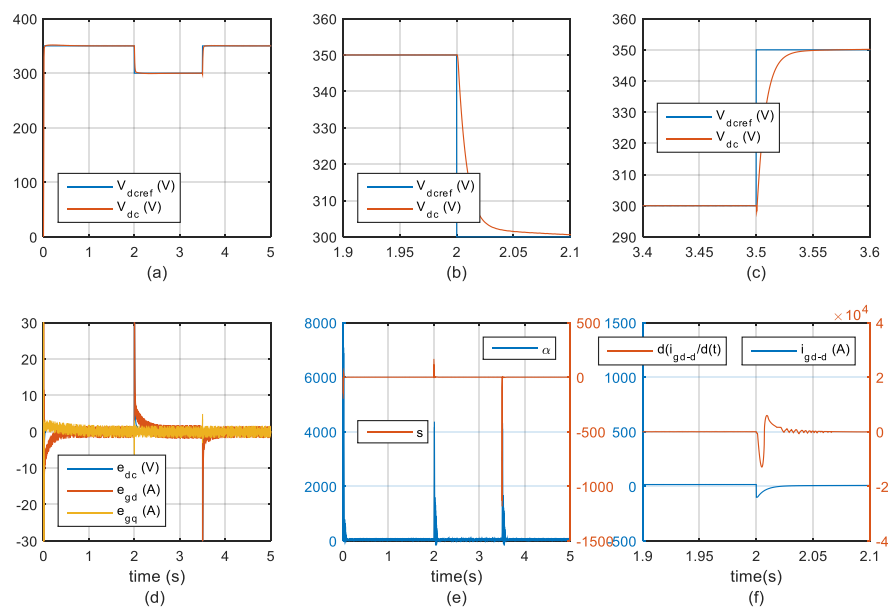 400
300
200
100
0
V_dcref (V)
V_dc (V)
0 1 2 3 4 5
(a)
360
350
340
330
320
310
300
V_dcref (V)
V_dc (V)
1.9 1.95 2 2.05 2.1
(b)
360
350
340
330
320
310
300
290
V_dcref (V)
V_dc (V)
3.4 3.45 3.5 3.55 3.6
(c)
30
20
10
0
-10
-20
-30
e_dc (V)
e_gd (A)
e_gq (A)
0 1 2 3 4 5
time (s)
(d)
8000
6000
4000
2000
0
α
s
500
0
-500
-1000
-1500
0 1 2 3 4 5
time(s)
(e)
1500
1000
500
0
-500
d(i_gd-d/d(t)
i_gd-d (A)
×10^4
4
2
0
-2
-4
1.9 1.95 2 2.05 2.1
time(s)
(f)